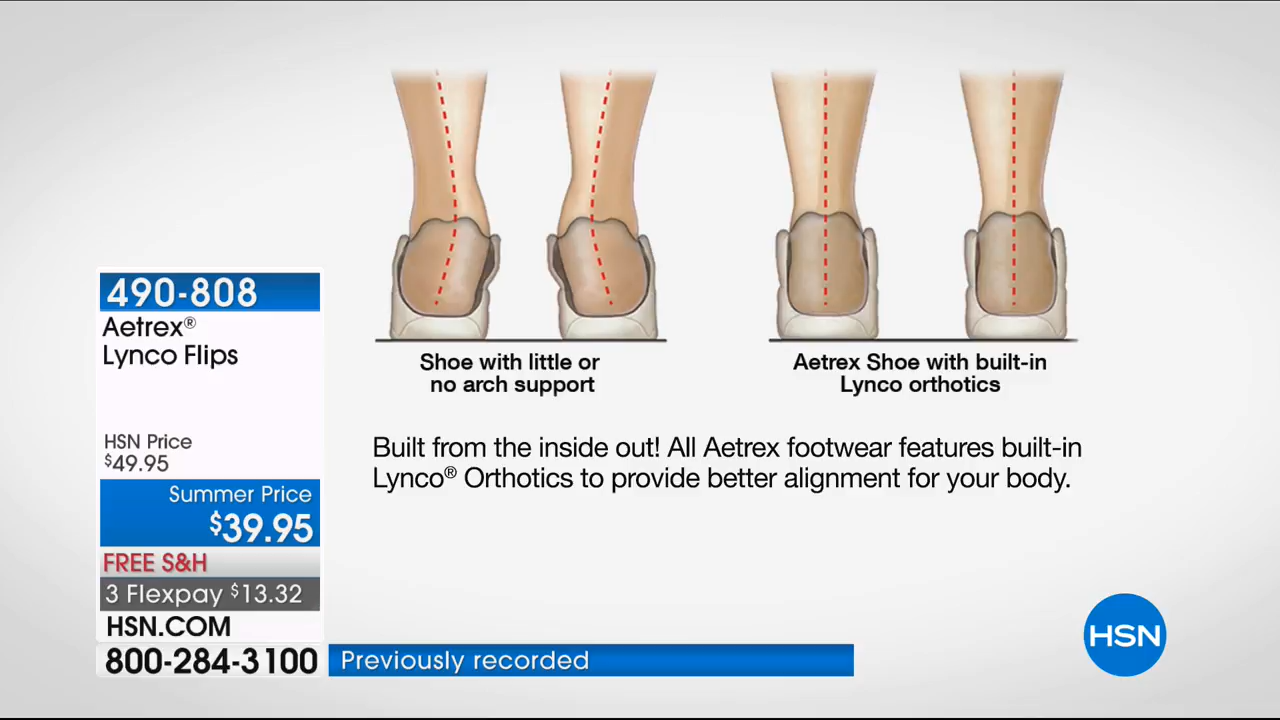 Shoe with little or
no arch support
Aetrex Shoe with built-in
Lynco orthotics
Built from the inside out! All Aetrex footwear features built-in
Lynco® Orthotics to provide better alignment for your body.
490-808
Aetrex®
Lynco Flips
HSN Price
$49.95
Summer Price
$39.95
FREE S&H
3 Flexpay $13.32
HSN.COM
800-284-3100
Previously recorded
HSN